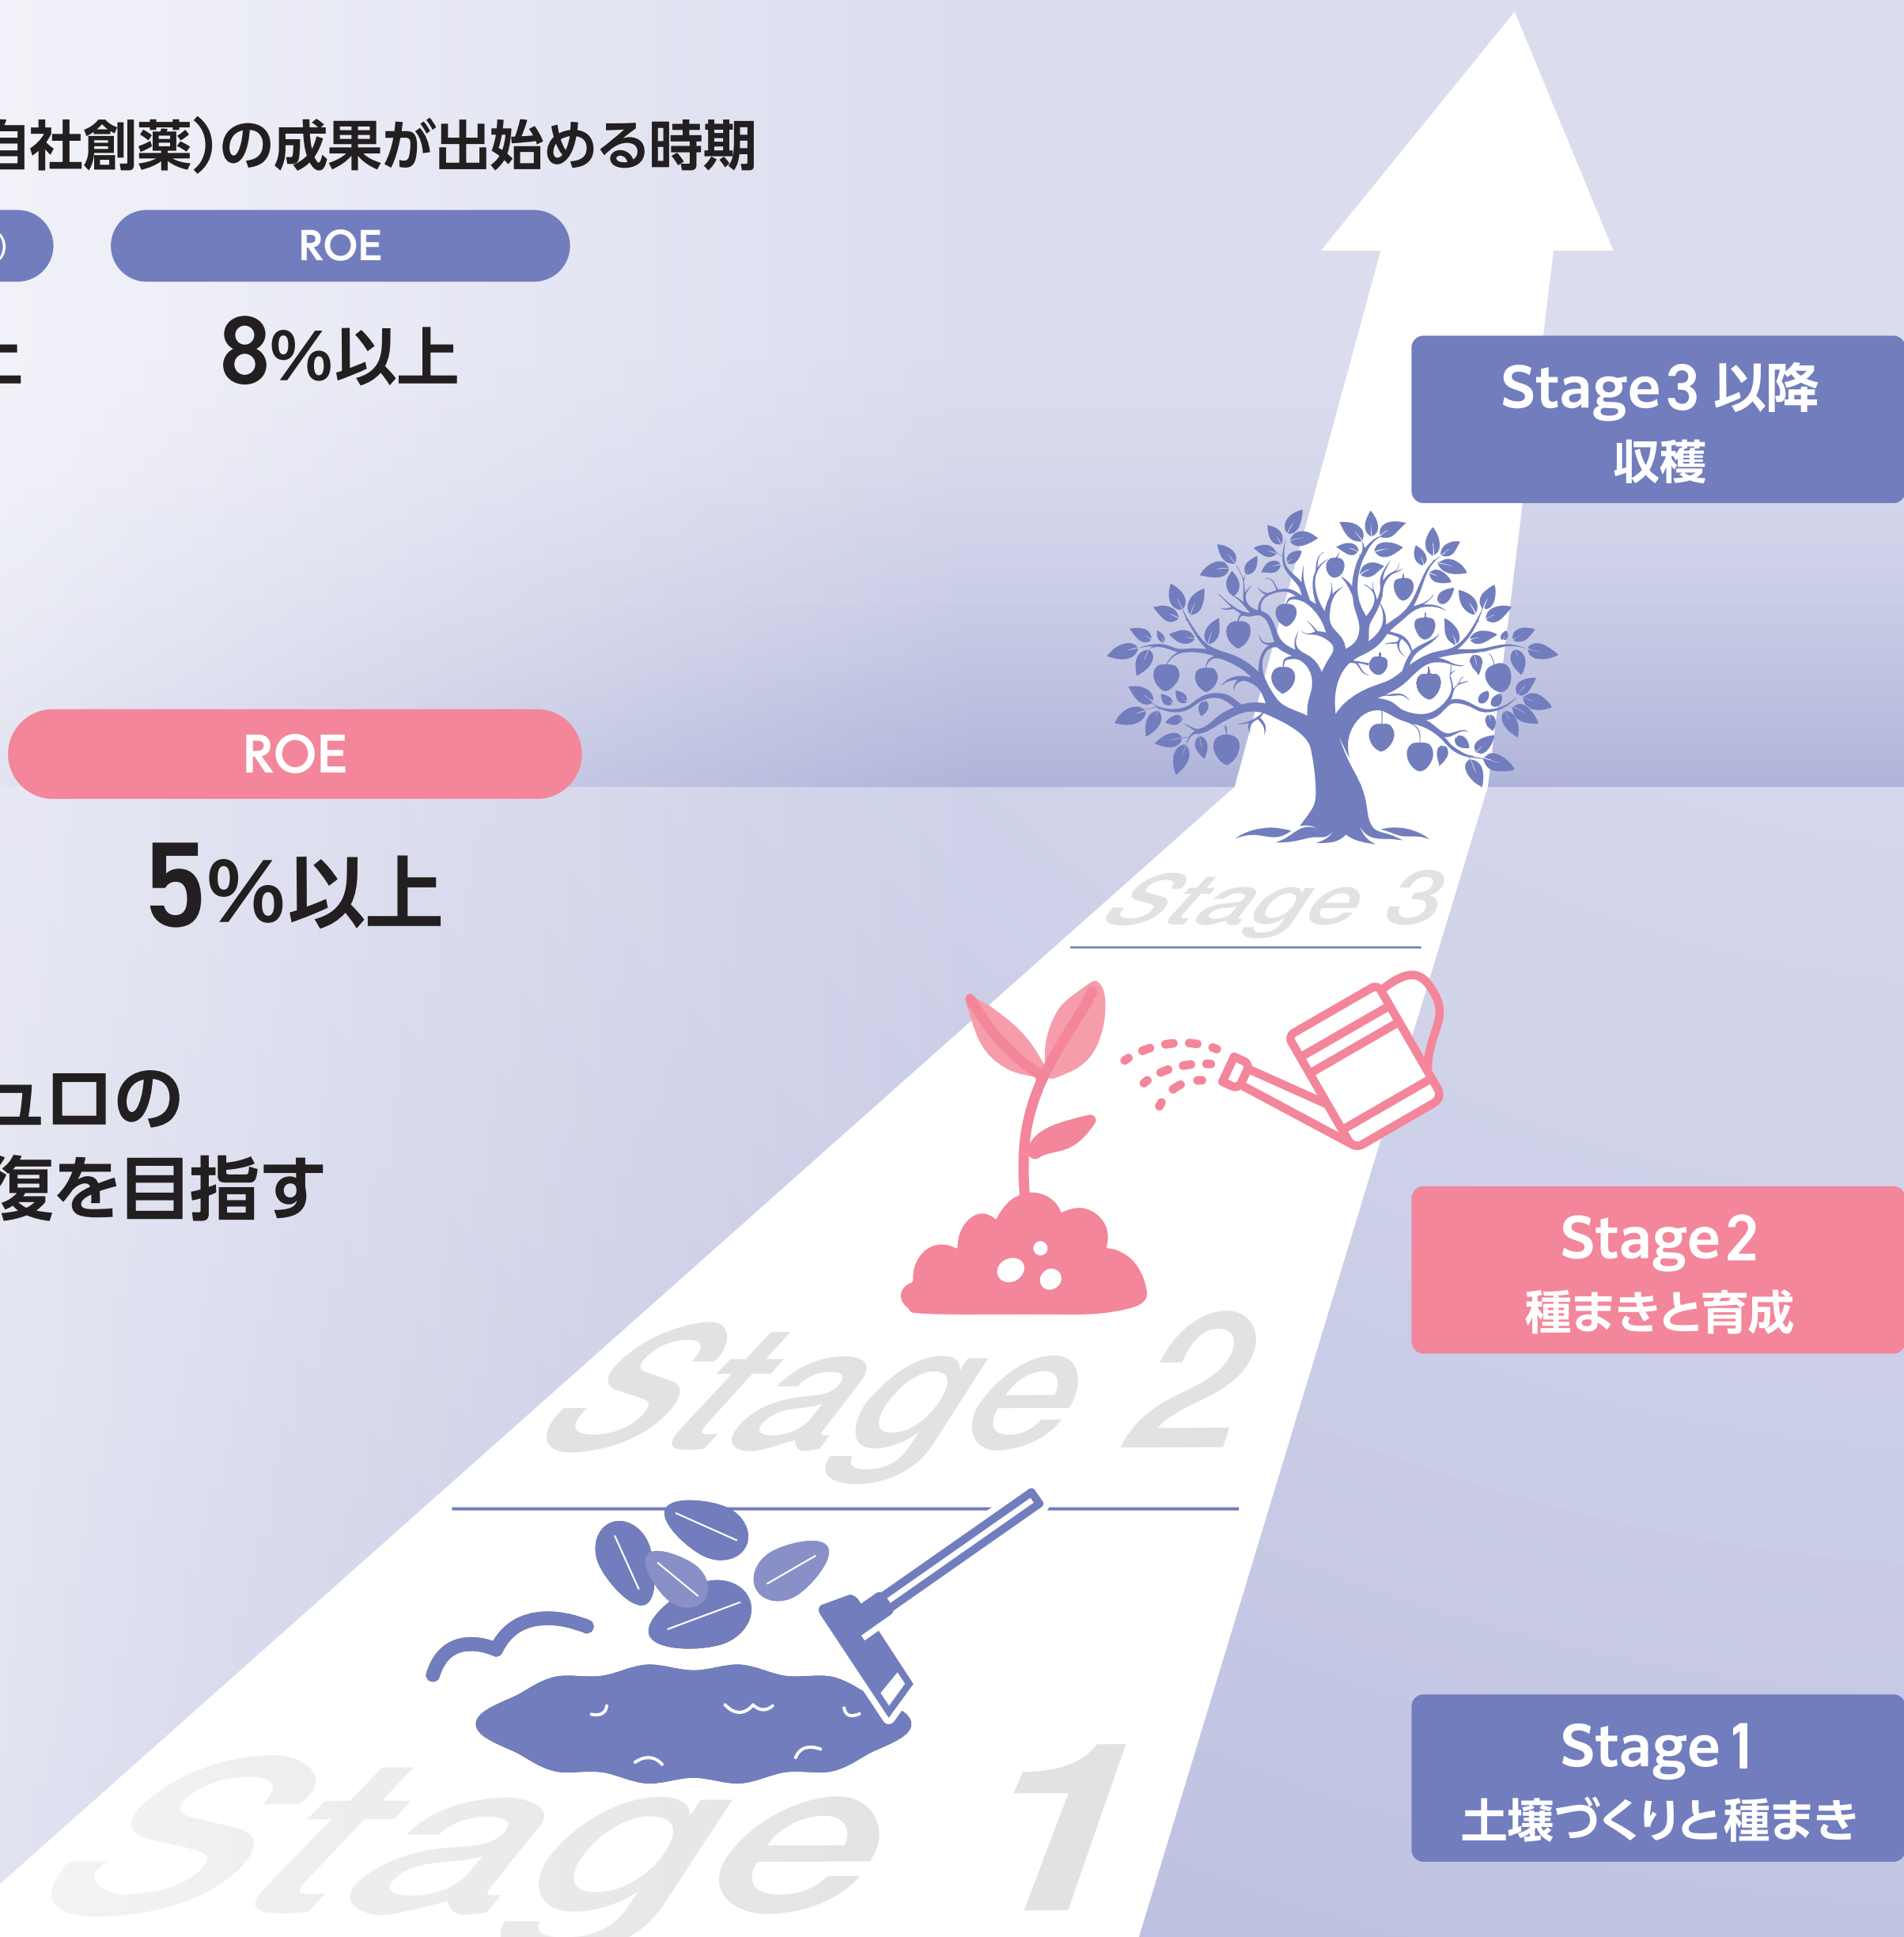 自社創薬）の成果が出始める時期
ROE
上
8%以上
Stage3 以降
収穫
ROE
5%以上
Stage 3
ュロの
復を目指す
Stage2
種まきと育成
Stage 2
Stage 1
土壌づくりと種まき
Stage 1